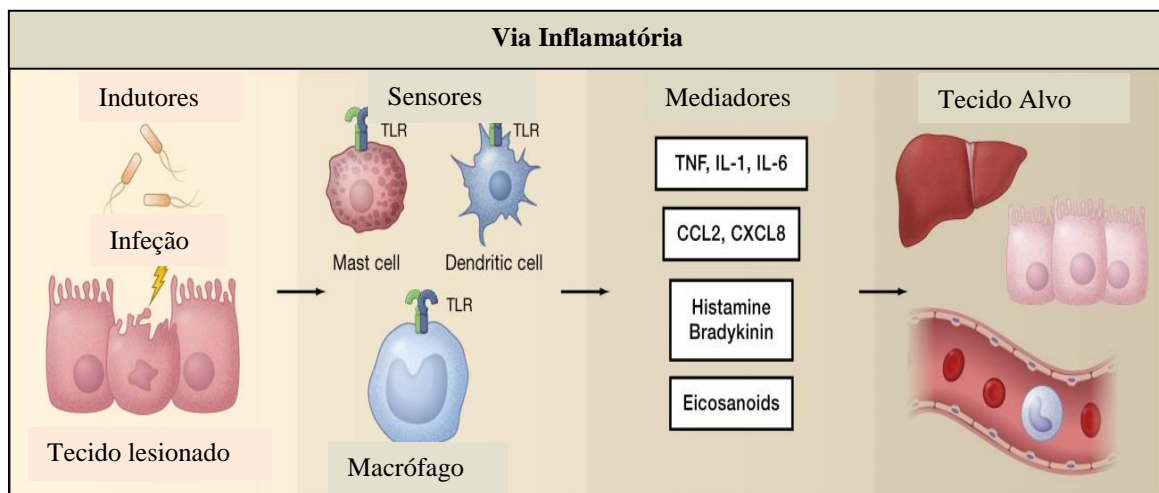 Via Inflamatória
Indutores
Infeção
Tecido lesionado
Sensores
TLR
TLR
Mast cell
Dendritic cell
TLR
Macrófago
Mediadores
TNF, IL-1, IL-6
CCL2, CXCL8
Histamine
Bradykinin
Eicosanoids
Tecido Alvo